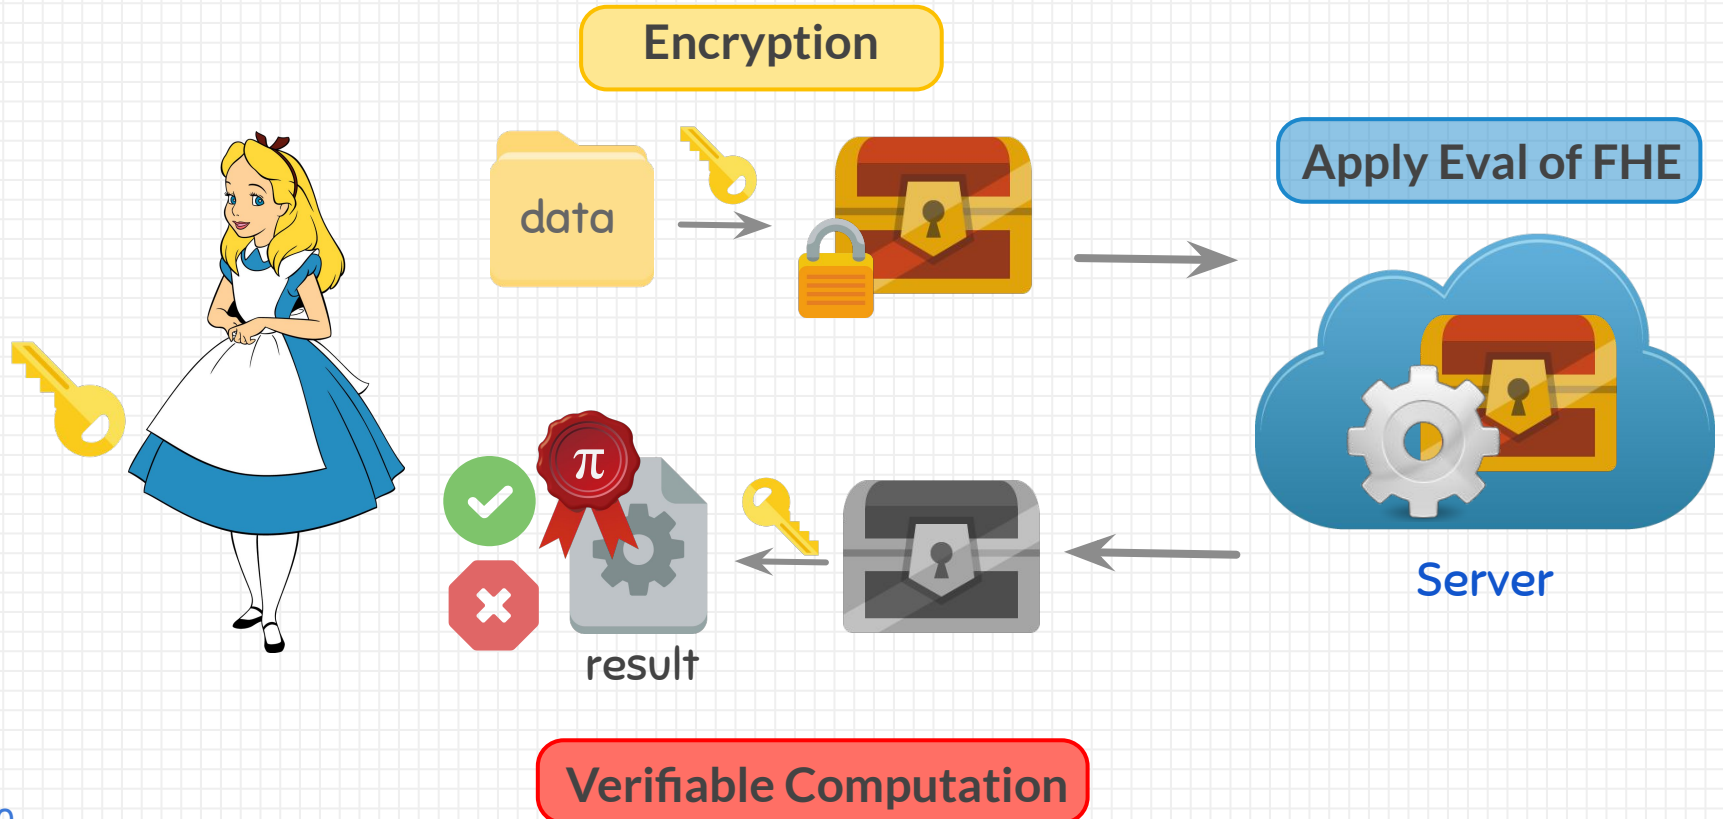 Encryption
Apply Eval of FHE
data
π
Server
result
Verifiable Computation